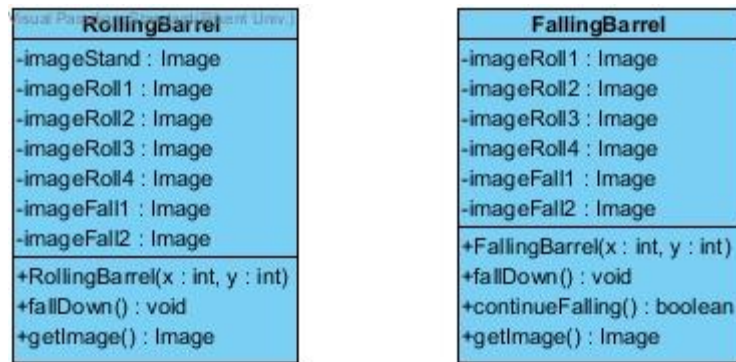 RollingBarrel
-imageStand : Image
-imageRoll1 : Image
-imageRoll2 : Image
-imageRoll3 : Image
-imageRoll4 : Image
-imageFall1 : Image
-imageFall2 : Image
+RollingBarrel(x : int, y : int)
+fallDown() : void
+getImage() : Image
FallingBarrel
-imageRoll1 : Image
-imageRoll2 : Image
-imageRoll3 : Image
-imageRoll4 : Image
-imageFall1 : Image
-imageFall2 : Image
+FallingBarrel(x : int, y : int)
+fallDown() : void
+continueFalling() : boolean
+getImage() : Image